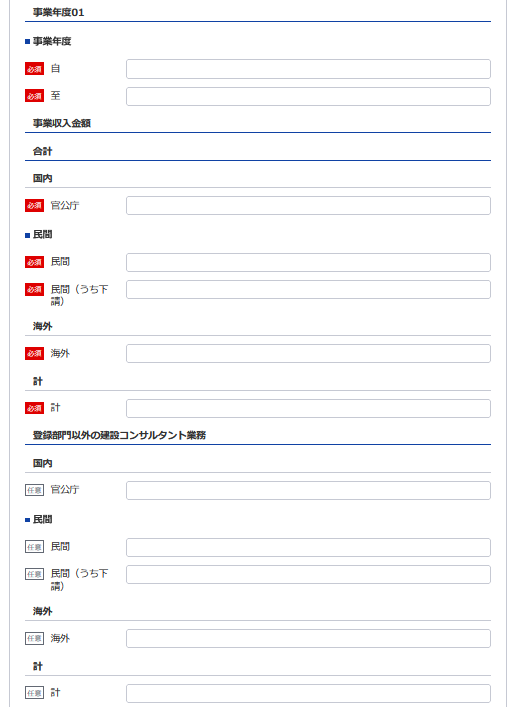 事業年度01
事業年度
必須 自
必須 至
事業収入金額
合計
国内
必須 官公庁
民間
必須 民間
必須 民間（うち下
請）
海外
必須 海外
計
必須 計
登録部門以外の建設コンサルタント業務
国内
任意 官公庁
民間
任意 民間
任意 民間（うち下
請）
海外
任意 海外
計
任意 計